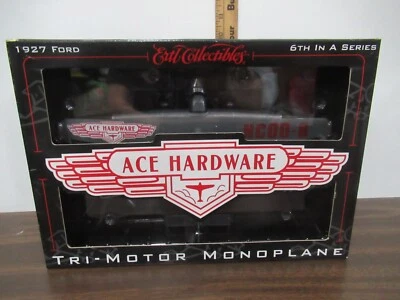 1927 FORD
Ertl Collectibles
6TH IN A SERIES
ACE HARDWARE
ACE HARDWARE
TRI-MOTOR MONOPLANE